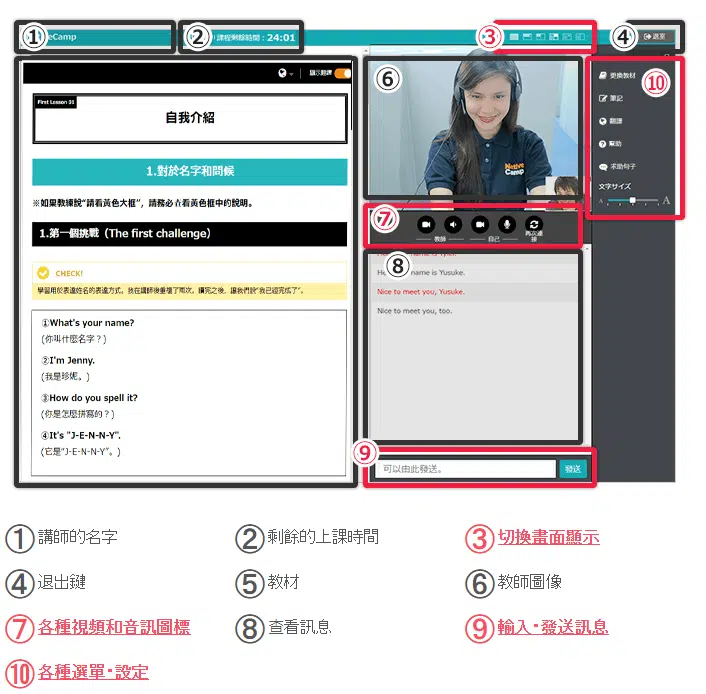 ① eCamp
② 課程剩餘時間：24:01
③
④ 退室
顯示翻譯
⑥
First Lesson 01
自我介紹
1.對於名字和問候
※如果教練說“請看黃色大框”，請務必查看黃色框中的說明。
1.第一個挑戰（The first challenge）
CHECK!
學習用於表達姓名的表達方式。我在講師後重複了兩次。讀完之後，讓我們說“我已經完成了”。
①What's your name?
(你叫什麼名字？)
②I'm Jenny.
(我是珍妮。)
③How do you spell it?
(你是怎麼拼寫的？)
④It's "J-E-N-N-Y".
(它是“J-E-N-N-Y”。)
Native Camp
⑦
教師
自己
再次連接
⑧
name is Yusuke.
Nice to meet you, Yusuke.
Nice to meet you, too.
⑨
可以由此發送。
發送
⑩
更換教材
筆記
翻譯
幫助
求助句子
文字サイズ
A A
①講師的名字
②剩餘的上課時間
③切換畫面顯示
④退出鍵
⑤教材
⑥教師圖像
⑦各種視頻和音訊圖標
⑧查看訊息
⑨輸入・發送訊息
⑩各種選單・設定